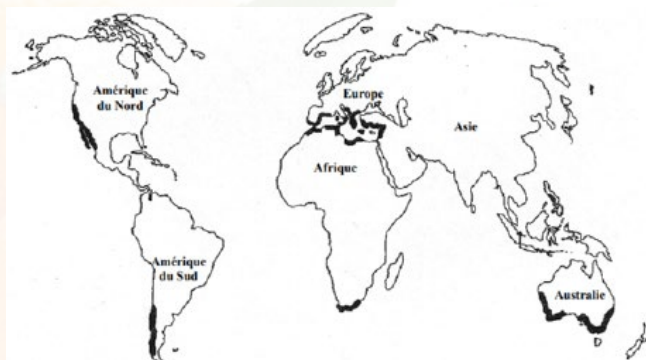 Amérique
du Nord
Europe
Asie
Afrique
Amérique
du Sud
Australie